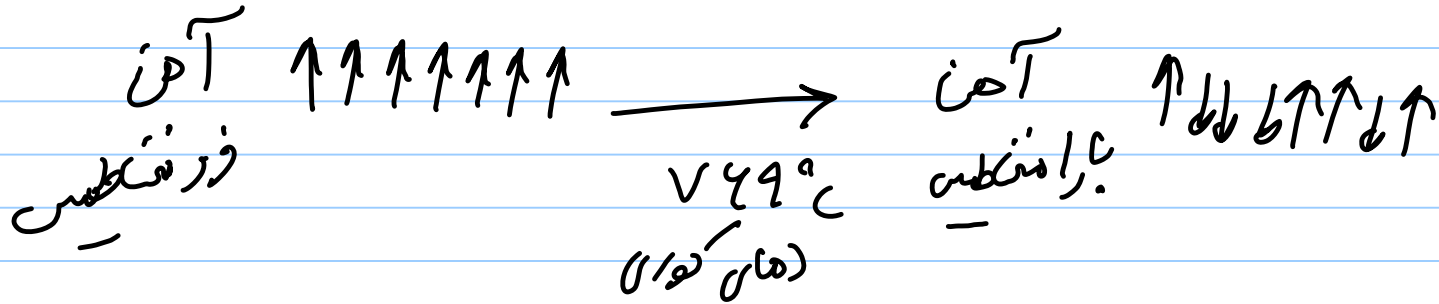 آهن
فرومغناطیس
۷۶۹ °C
دمای کوری
آهن
پارامغناطیس